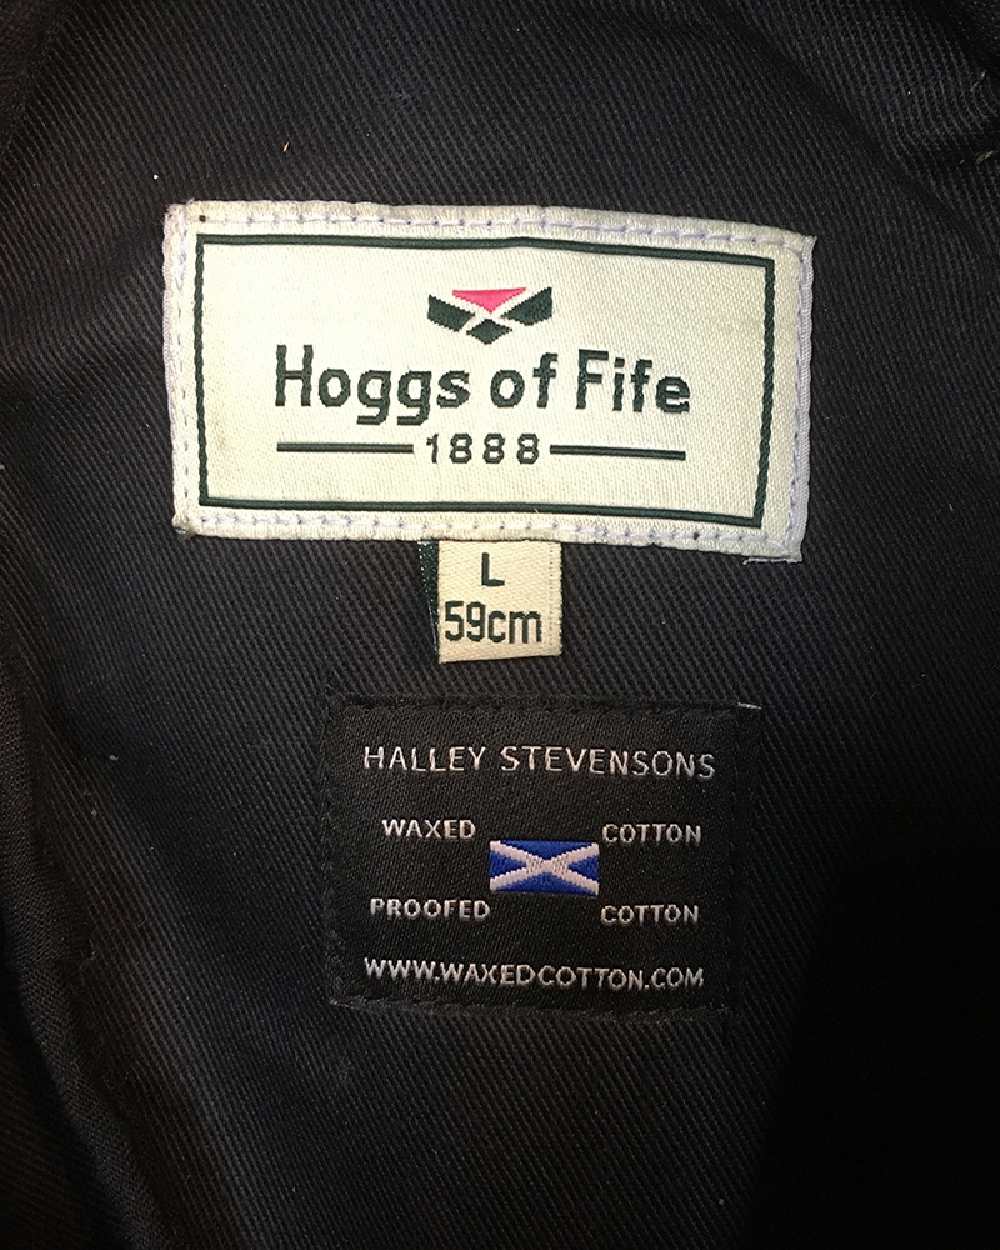 Hoggs of Fife
1888
L
59cm
HALLEY STEVENSONS
WAXED COTTON
PROOFED COTTON
WWW.WAXEDCOTTON.COM